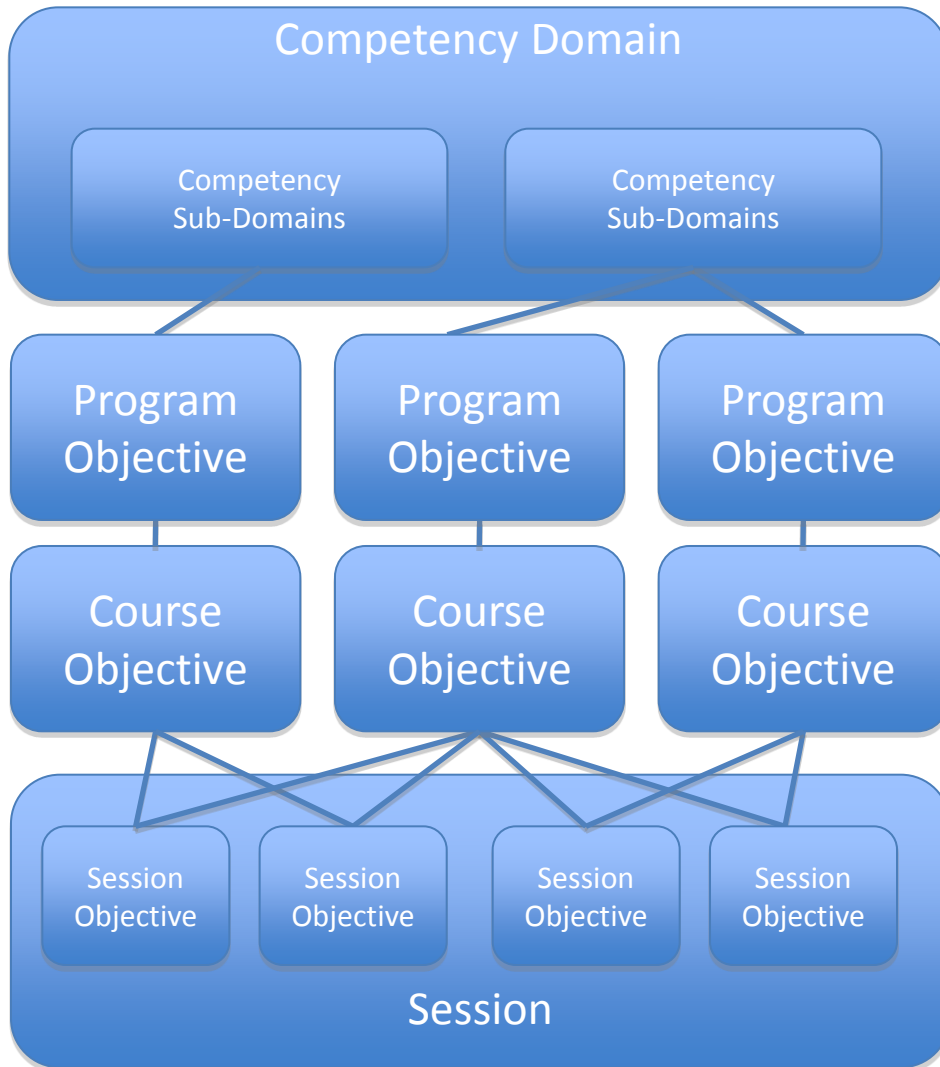 Competency Domain
Competency
Sub-Domains
Competency
Sub-Domains
Program
Objective
Program
Objective
Program
Objective
Course
Objective
Course
Objective
Course
Objective
Session
Objective
Session
Objective
Session
Objective
Session
Objective
Session